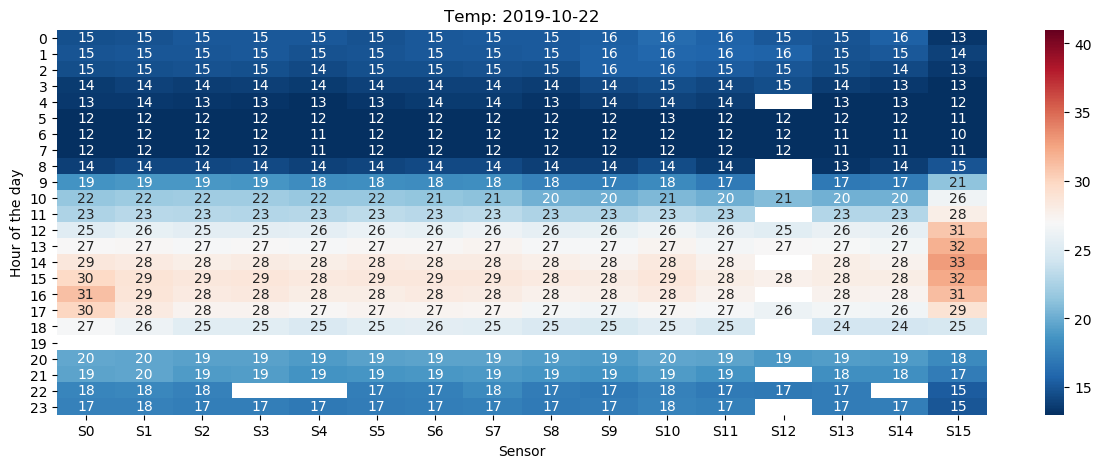 Temp: 2019-10-22
0 15 15 15 15 15 15 15 15 15 16 16 16 15 15 16 13
1 15 15 15 15 15 15 15 15 15 16 16 16 16 15 15 14
2 15 15 15 15 14 15 15 15 15 16 16 15 15 15 14 13
3 14 14 14 14 14 14 14 14 14 14 15 14 15 14 13 13
4 13 14 13 13 13 13 14 14 13 14 14 14 13 13 12
5 12 12 12 12 12 12 12 12 12 12 13 12 12 12 12 11
6 12 12 12 12 11 12 12 12 12 12 12 12 12 11 11 10
7 12 12 12 12 11 12 12 12 12 12 12 12 12 11 11 11
8 14 14 14 14 14 14 14 14 14 14 14 14 13 14 15
9 19 19 19 19 18 18 18 18 18 17 18 17 17 17 21
10 22 22 22 22 22 22 21 21 20 20 21 20 21 20 20 26
11 23 23 23 23 23 23 23 23 23 23 23 23 23 23 28
12 25 26 25 25 26 26 26 26 26 26 26 26 25 26 26 31
13 27 27 27 27 27 27 27 27 27 27 27 27 27 27 27 32
14 29 28 28 28 28 28 28 28 28 28 28 28 28 28 33
15 30 29 29 29 28 29 29 29 28 28 29 28 28 28 28 32
16 31 29 28 28 28 28 28 28 28 28 29 28 28 28 31
17 30 28 28 28 27 27 27 27 27 27 27 27 26 27 26 29
18 27 26 25 25 25 25 26 25 25 25 25 25 24 24 25
19
20 20 20 19 19 19 19 19 19 19 19 20 19 19 19 19 18
21 19 20 19 19 19 19 19 19 19 19 19 19 18 18 17
22 18 18 18 17 17 18 17 17 18 17 17 17 15
23 17 18 17 17 17 17 17 17 17 17 18 17 17 17 15
S0 S1 S2 S3 S4 S5 S6 S7 S8 S9 S10 S11 S12 S13 S14 S15
Sensor
Hour of the day
40
35
30
25
20
15